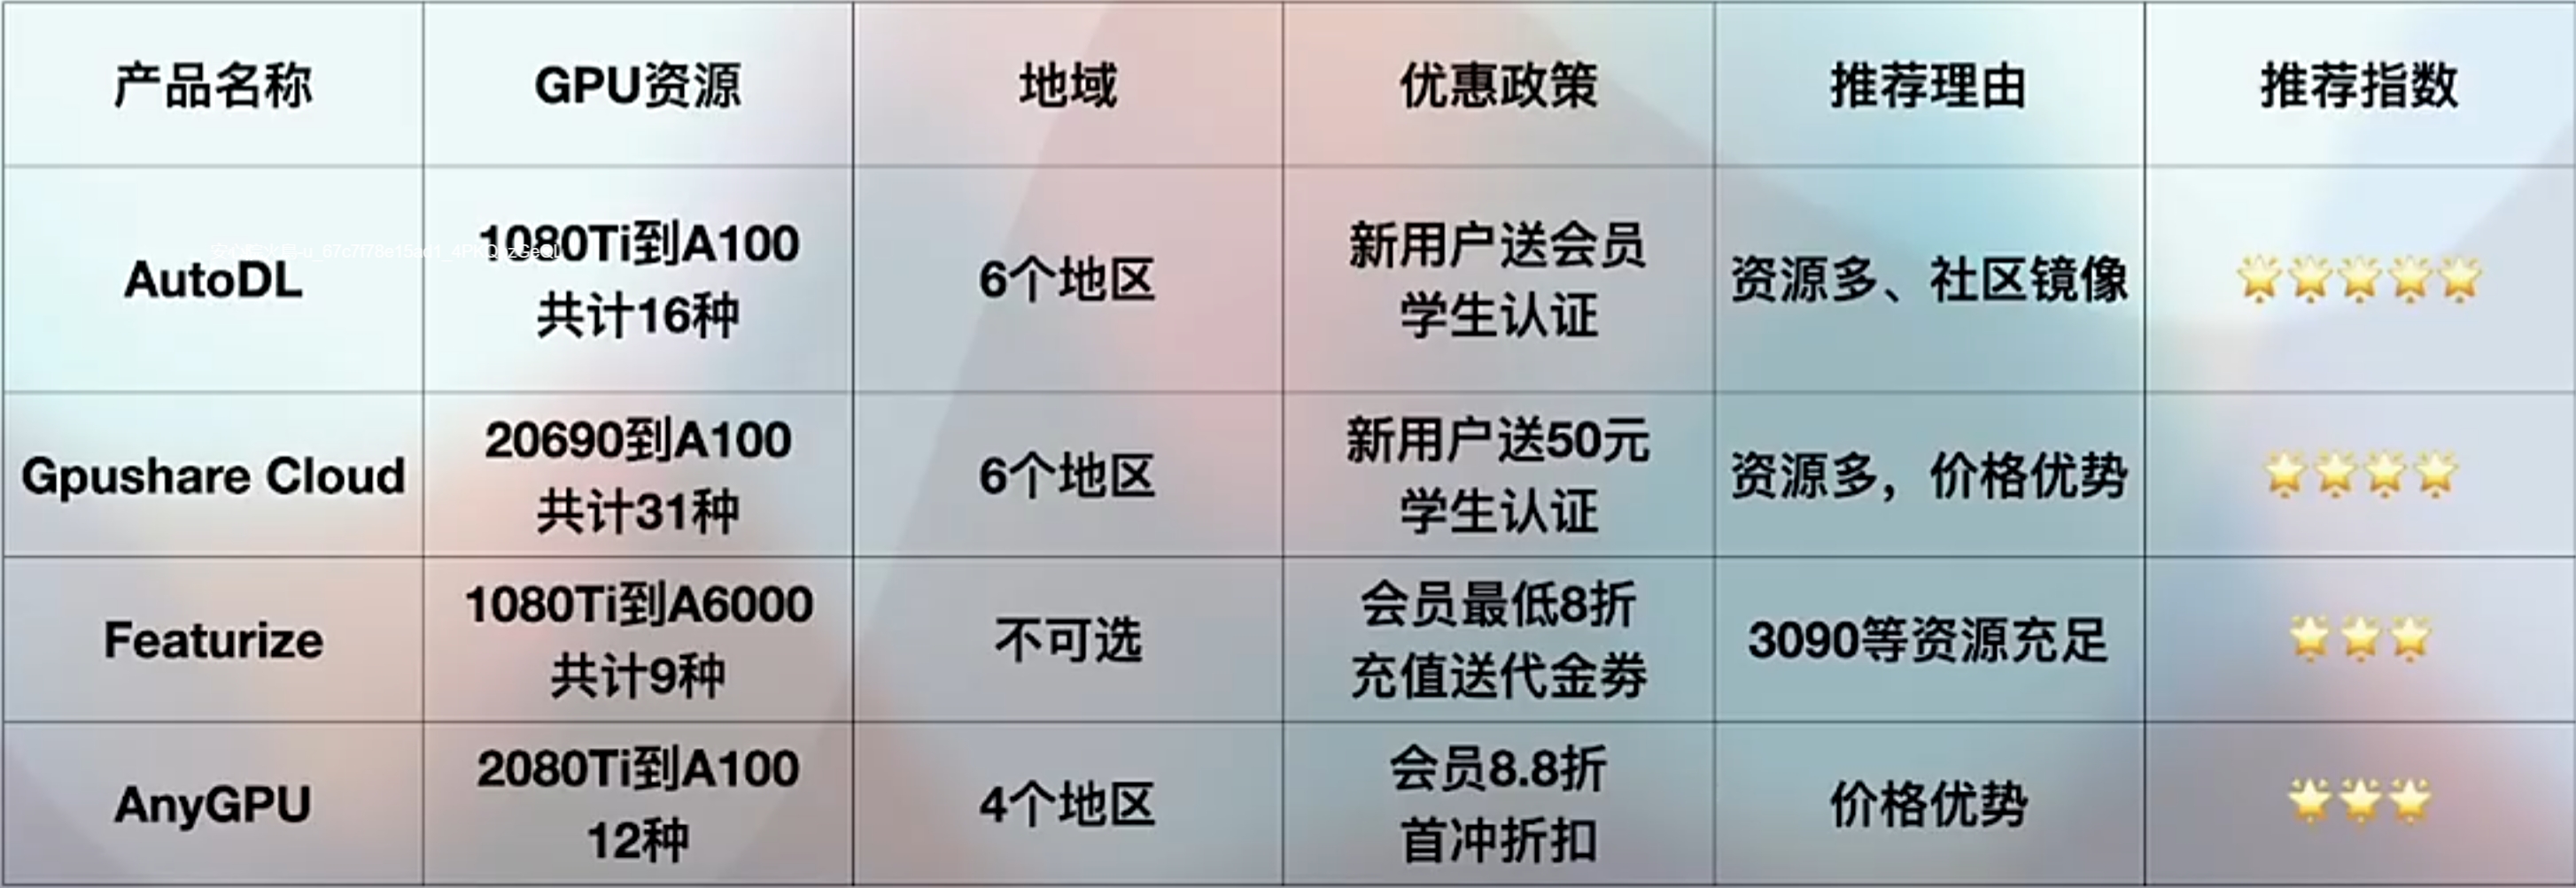 产品名称 GPU资源 地域 优惠政策 推荐理由 推荐指数
AutoDL
1080Ti到A100
共计16种
6个地区
新用户送会员
学生认证
资源多、社区镜像
Gpushare Cloud
20690到A100
共计31种
6个地区
新用户送50元
学生认证
资源多，价格优势
Featurize
1080Ti到A6000
共计9种
不可选
会员最低8折
充值送代金券
3090等资源充足
AnyGPU
2080Ti到A100
12种
4个地区
会员8.8折
首冲折扣
价格优势